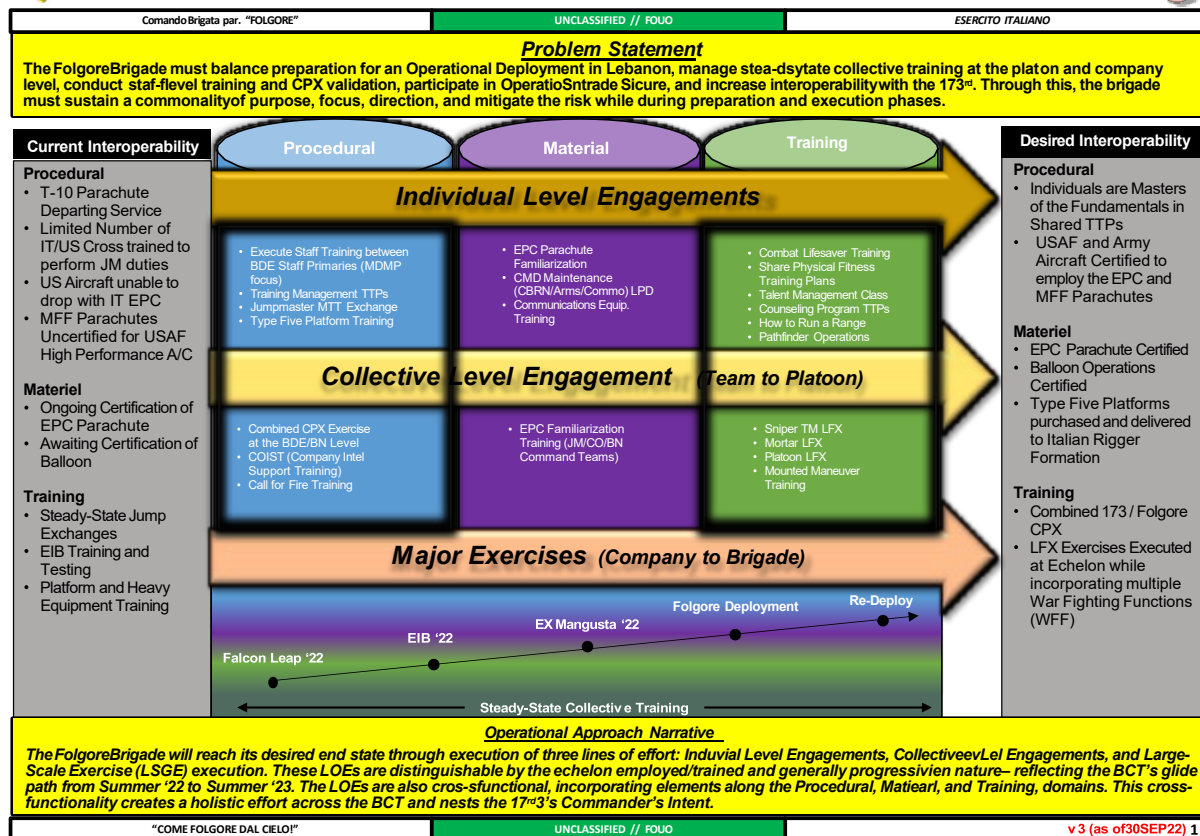 Comando Brigata par. “FOLGORE”
UNCLASSIFIED // FOUO
ESERCITO ITALIANO
Problem Statement
The FolgoreBrigade must balance preparation for an Operational Deployment in Lebanon, manage stea-dsytate collective training at the platon and company
level, conduct staf-flevel training and CPX validation, participate in OperatioSntrade Sicure, and increase interoperabilitywith the 173rd. Through this, the brigade
must sustain a commonalityof purpose, focus, direction, and mitigate the risk while during preparation and execution phases.
Current Interoperability
Procedural
• T-10 Parachute
Departing Service
• Limited Number of
IT/US Cross trained to
perform JM duties
• US Aircraft unable to
drop with IT EPC
• MFF Parachutes
Uncertified for USAF
High Performance A/C
Materiel
• Ongoing Certification of
EPC Parachute
• Awaiting Certification of
Balloon
Training
• Steady-State Jump
Exchanges
• EIB Training and
Testing
• Platform and Heavy
Equipment Training
Procedural
Material
Training
Individual Level Engagements
• Execute Staff Training between
BDE Staff Primaries (MDMP
focus)
• Training Management TTPs
• Jumpmaster MTT Exchange
• Type Five Platform Training
• EPC Parachute
Familiarization
• CMD Maintenance
(CBRN/Arms/Commo) LPD
• Communications Equip.
Training
• Combat Lifesaver Training
• Share Physical Fitness
Training Plans
• Talent Management Class
• Counseling Program TTPs
• How to Run a Range
• Pathfinder Operations
Collective Level Engagement (Team to Platoon)
• Combined CPX Exercise
at the BDE/BN Level
• COIST (Company Intel
Support Training)
• Call for Fire Training
• EPC Familiarization
Training (JM/CO/BN
Command Teams)
• Sniper TM LFX
• Mortar LFX
• Platoon LFX
• Mounted Maneuver
Training
Major Exercises (Company to Brigade)
Falcon Leap ‘22
EIB ‘22
EX Mangusta ‘22
Folgore Deployment
Re-Deploy
Steady-State Collective Training
Desired Interoperability
Procedural
• Individuals are Masters
of the Fundamentals in
Shared TTPs
• USAF and Army
Aircraft Certified to
employ the EPC and
MFF Parachutes
Materiel
• EPC Parachute Certified
• Balloon Operations
Certified
• Type Five Platforms
purchased and delivered
to Italian Rigger
Formation
Training
• Combined 173 / Folgore
CPX
• LFX Exercises Executed
at Echelon while
incorporating multiple
War Fighting Functions
(WFF)
Operational Approach Narrative
The FolgoreBrigade will reach its desired end state through execution of three lines of effort: Induvial Level Engagements, CollectiveevLel Engagements, and Large-
Scale Exercise (LSGE) execution. These LOEs are distinguishable by the echelon employed/trained and generally progressivien nature– reflecting the BCT’s glide
path from Summer ‘22 to Summer ‘23. The LOEs are also cros-sfunctional, incorporating elements along the Procedural, Matiearl, and Training, domains. This cross-
functionality creates a holistic effort across the BCT and nests the 17rd3’s Commander’s Intent.
“COME FOLGORE DAL CIELO!”
UNCLASSIFIED // FOUO
v 3 (as of30SEP22) 1